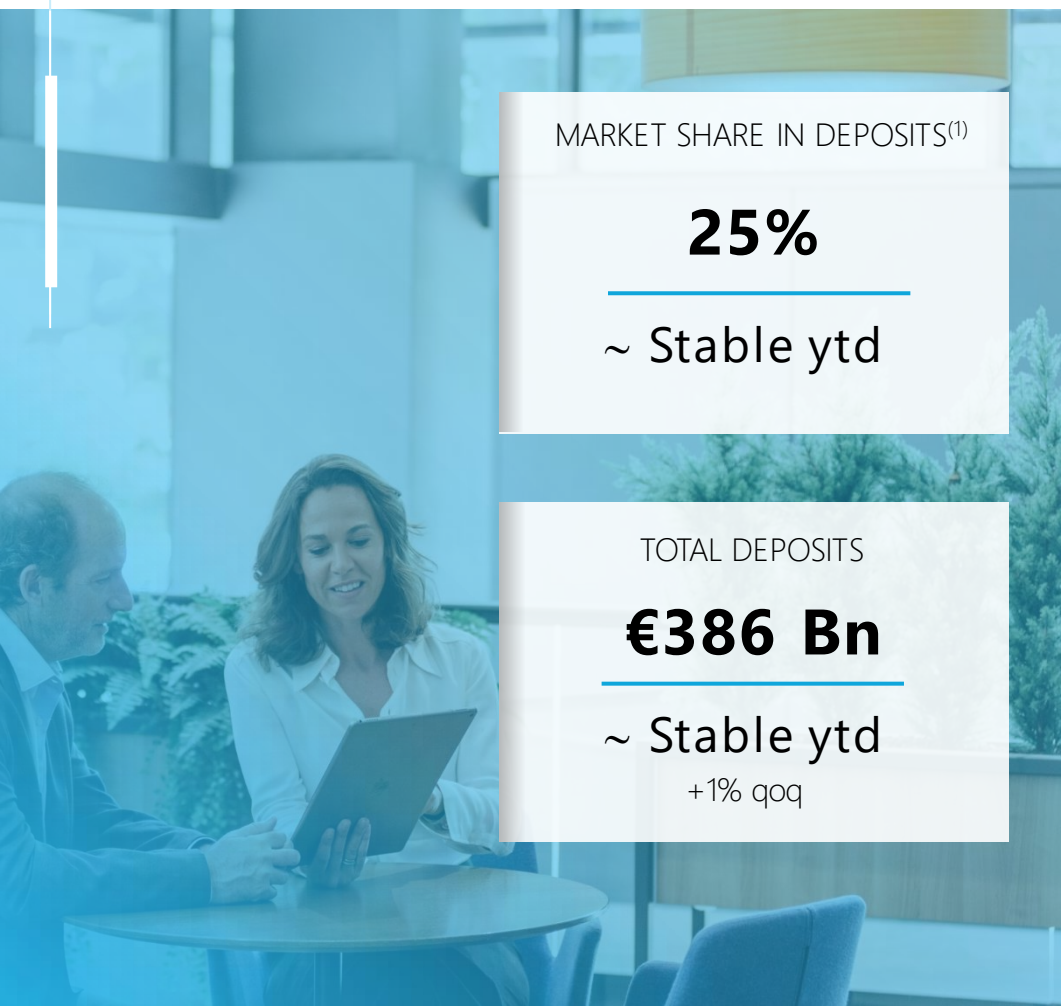 MARKET SHARE IN DEPOSITS(1)
25%
~ Stable ytd
TOTAL DEPOSITS
€386 Bn
~ Stable ytd
+1% qoq